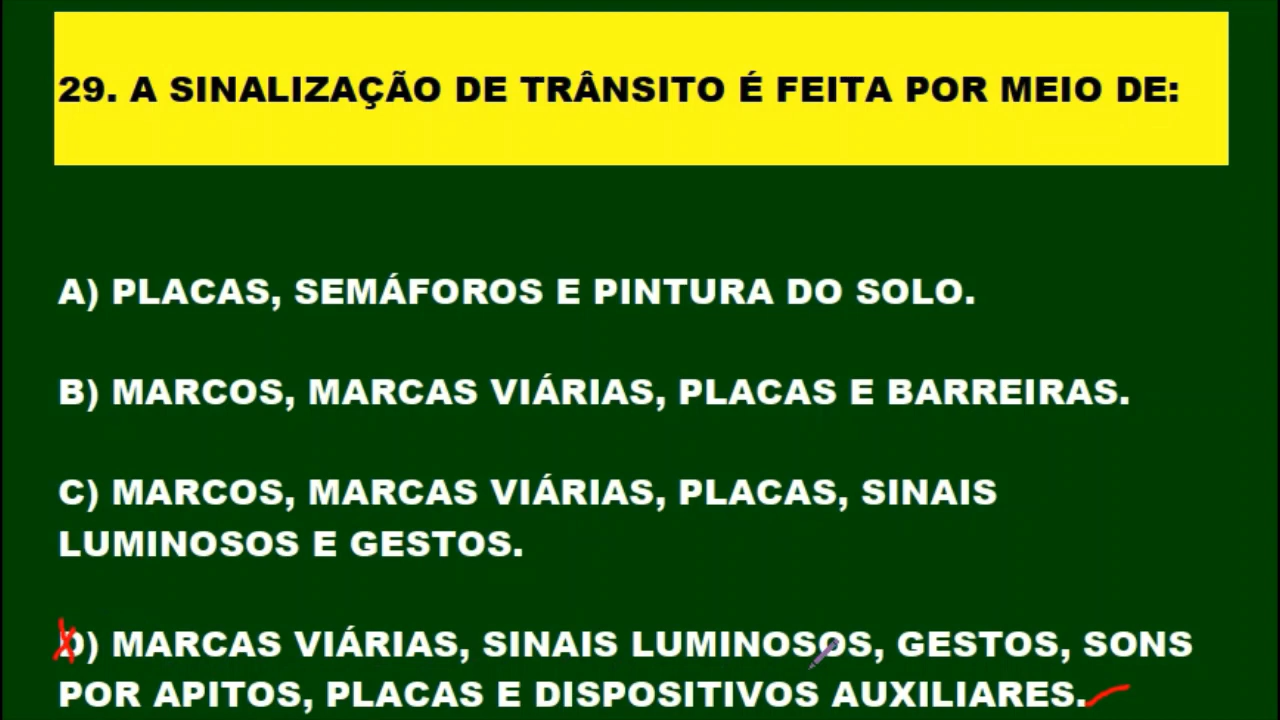 29. A SINALIZAÇÃO DE TRÂNSITO É FEITA POR MEIO DE:
A) PLACAS, SEMÁFOROS E PINTURA DO SOLO.
B) MARCOS, MARCAS VIÁRIAS, PLACAS E BARREIRAS.
C) MARCOS, MARCAS VIÁRIAS, PLACAS, SINAIS
LUMINOSOS E GESTOS.
D) MARCAS VIÁRIAS, SINAIS LUMINOSOS, GESTOS, SONS
POR APITOS, PLACAS E DISPOSITIVOS AUXILIARES.